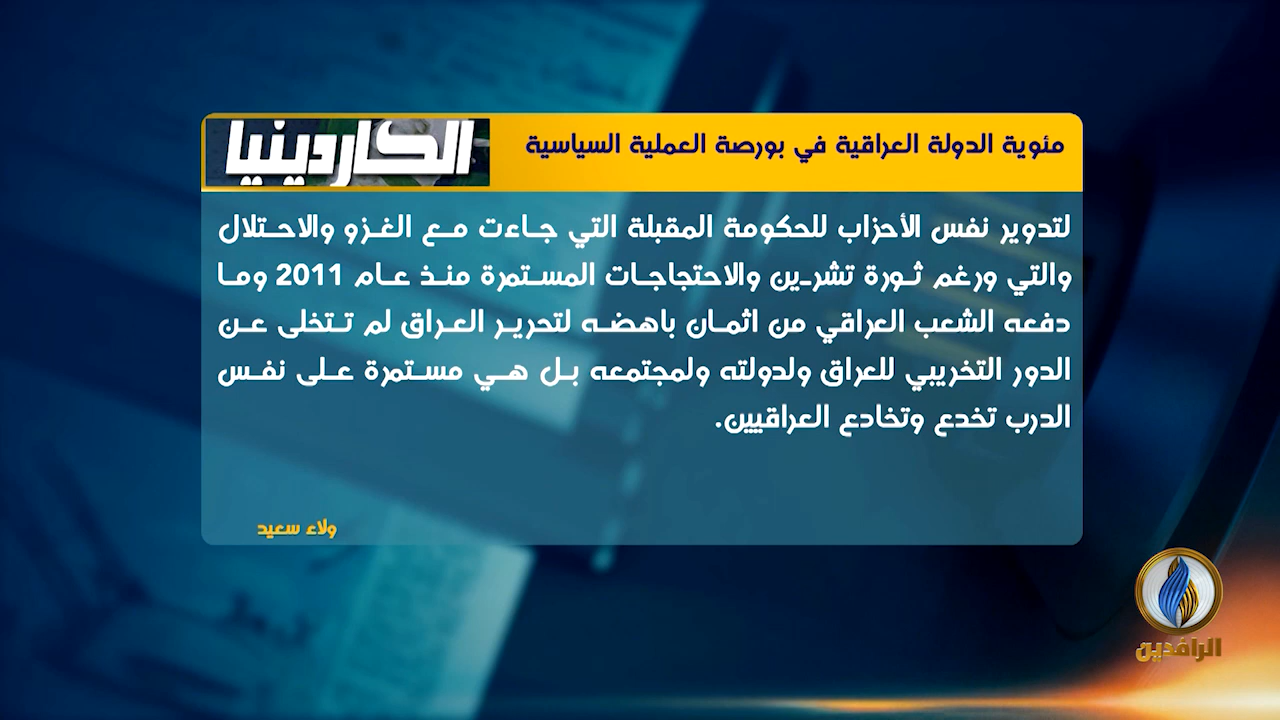 مئوية الدولة العراقية في بورصة العملية السياسية
الكاردينيا
لتدوير نفس الأحزاب للحكومة المقبلة التي جاءت مع الغزو والاحتلال
والتي ورغم ثورة تشرين والاحتجاجات المستمرة منذ عام 2011 وما
دفعه الشعب العراقي من اثمان باهضه لتحرير العراق لم تتخلى عن
الدور التخريبي للعراق ولدولته ولمجتمعه بل هي مستمرة على نفس
الدرب تخدع وتخادع العراقيين.
ولاء سعيد
الرافدين